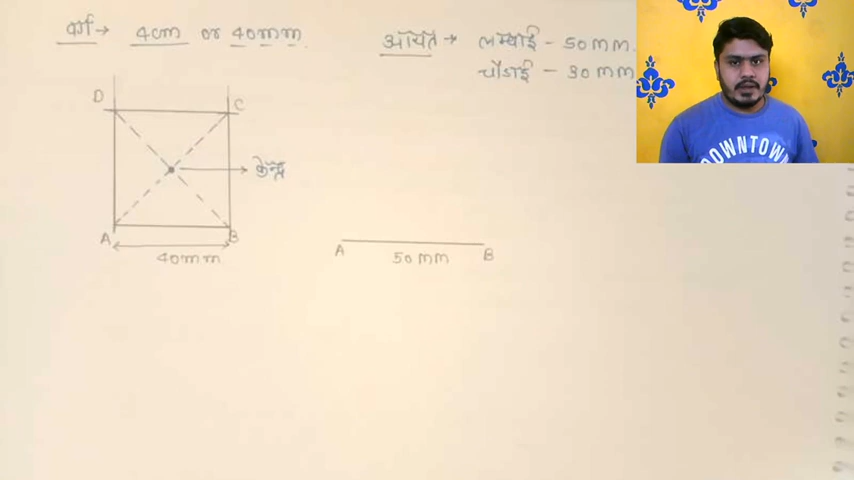 वर्ग → 4cm or 40mm.
आयत → लम्बाई - 50mm.
चौडाई - 30mm
D C
केन्द्र
A B
40mm
A B
50mm
DOWNTOWN